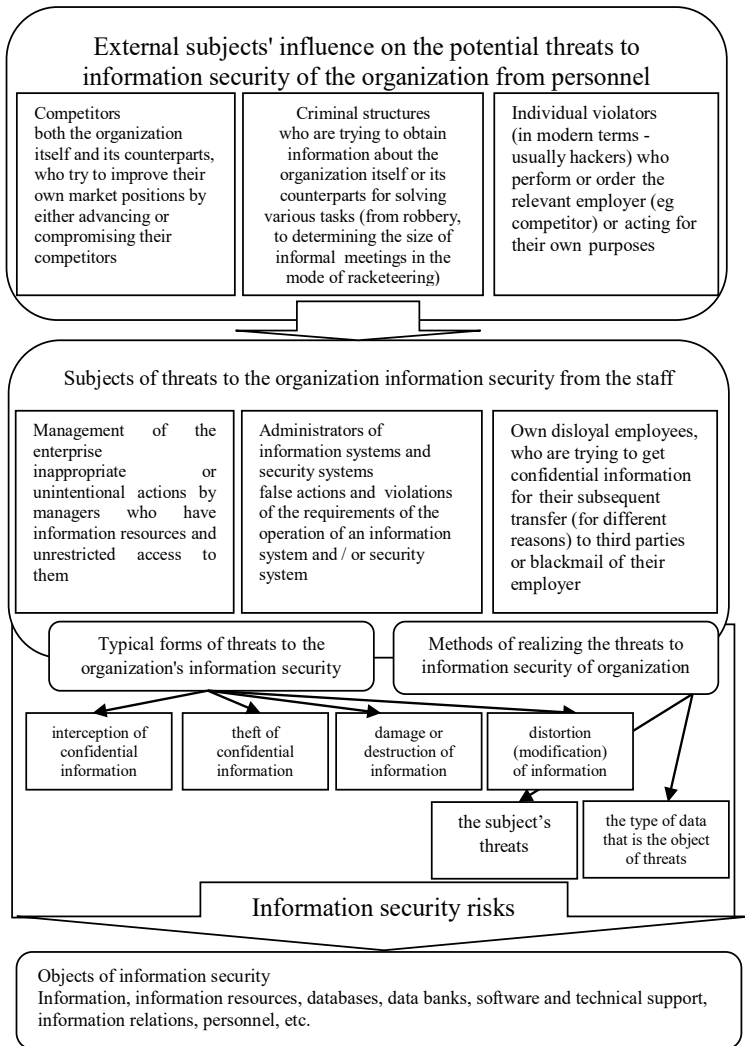 External subjects' influence on the potential threats to
information security of the organization from personnel
Competitors
both the organization
itself and its counterparts,
who try to improve their
own market positions by
either advancing or
compromising their
competitors
Criminal structures
who are trying to obtain
information about the
organization itself or its
counterparts for solving
various tasks (from robbery,
to determining the size of
informal meetings in the
mode of racketeering)
Individual violators
(in modern terms -
usually hackers) who
perform or order the
relevant employer (eg
competitor) or acting for
their own purposes
Subjects of threats to the organization information security from the staff
Management of the
enterprise
inappropriate or
unintentional actions by
managers who have
information resources and
unrestricted access to
them
Administrators of
information systems and
security systems
false actions and violations
of the requirements of the
operation of an information
system and / or security
system
Own disloyal employees,
who are trying to get
confidential information
for their subsequent
transfer (for different
reasons) to third parties
or blackmail of their
employer
Typical forms of threats to the
organization's information security
Methods of realizing the threats to
information security of organization
interception of
confidential
information
theft of
confidential
information
damage or
destruction of
information
distortion
(modification)
of information
the subject’s
threats
the type of data
that is the object
of threats
Information security risks
Objects of information security
Information, information resources, databases, data banks, software and technical support,
information relations, personnel, etc.